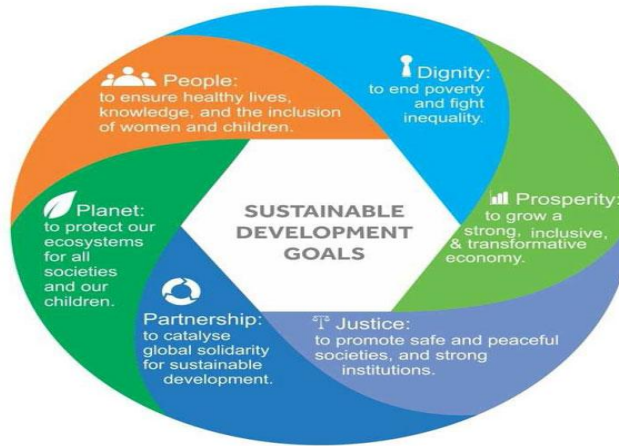 People:
to ensure healthy lives,
knowledge, and the inclusion
of women and children.
Dignity:
to end poverty
and fight
inequality.
Prosperity:
to grow a
strong, inclusive,
& transformative
economy.
Justice:
to promote safe and peaceful
societies, and strong
institutions.
Partnership:
to catalyse
global solidarity
for sustainable
development.
Planet:
to protect our
ecosystems
for all
societies
and our
children.
SUSTAINABLE
DEVELOPMENT
GOALS